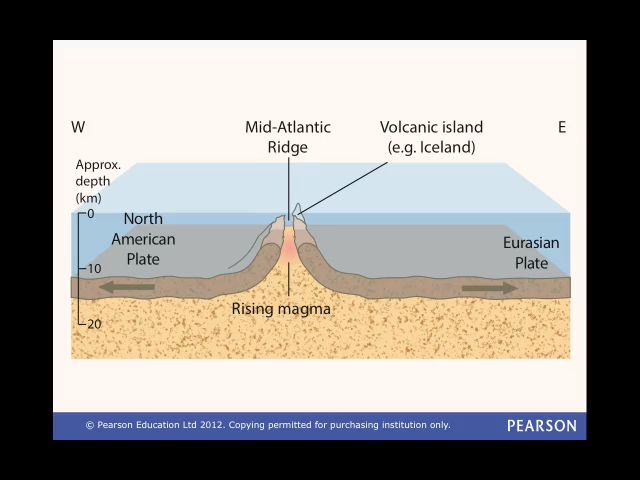 W
Mid-Atlantic
Ridge
Volcanic island
(e.g. Iceland)
E
Approx.
depth
(km)
0
North
American
Plate
Eurasian
Plate
10
Rising magma
20
© Pearson Education Ltd 2012. Copying permitted for purchasing institution only.
PEARSON